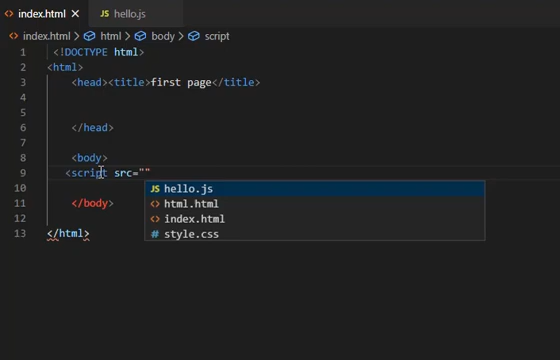 index.html hello.js
index.html > html > body > script
1 <!DOCTYPE html>
2 <html>
3 <head><title>first page</title>
4
5
6 </head>
7
8 <body>
9 <script src=""
10 hello.js
html.html
11 </body> index.html
12 style.css
13 </html>